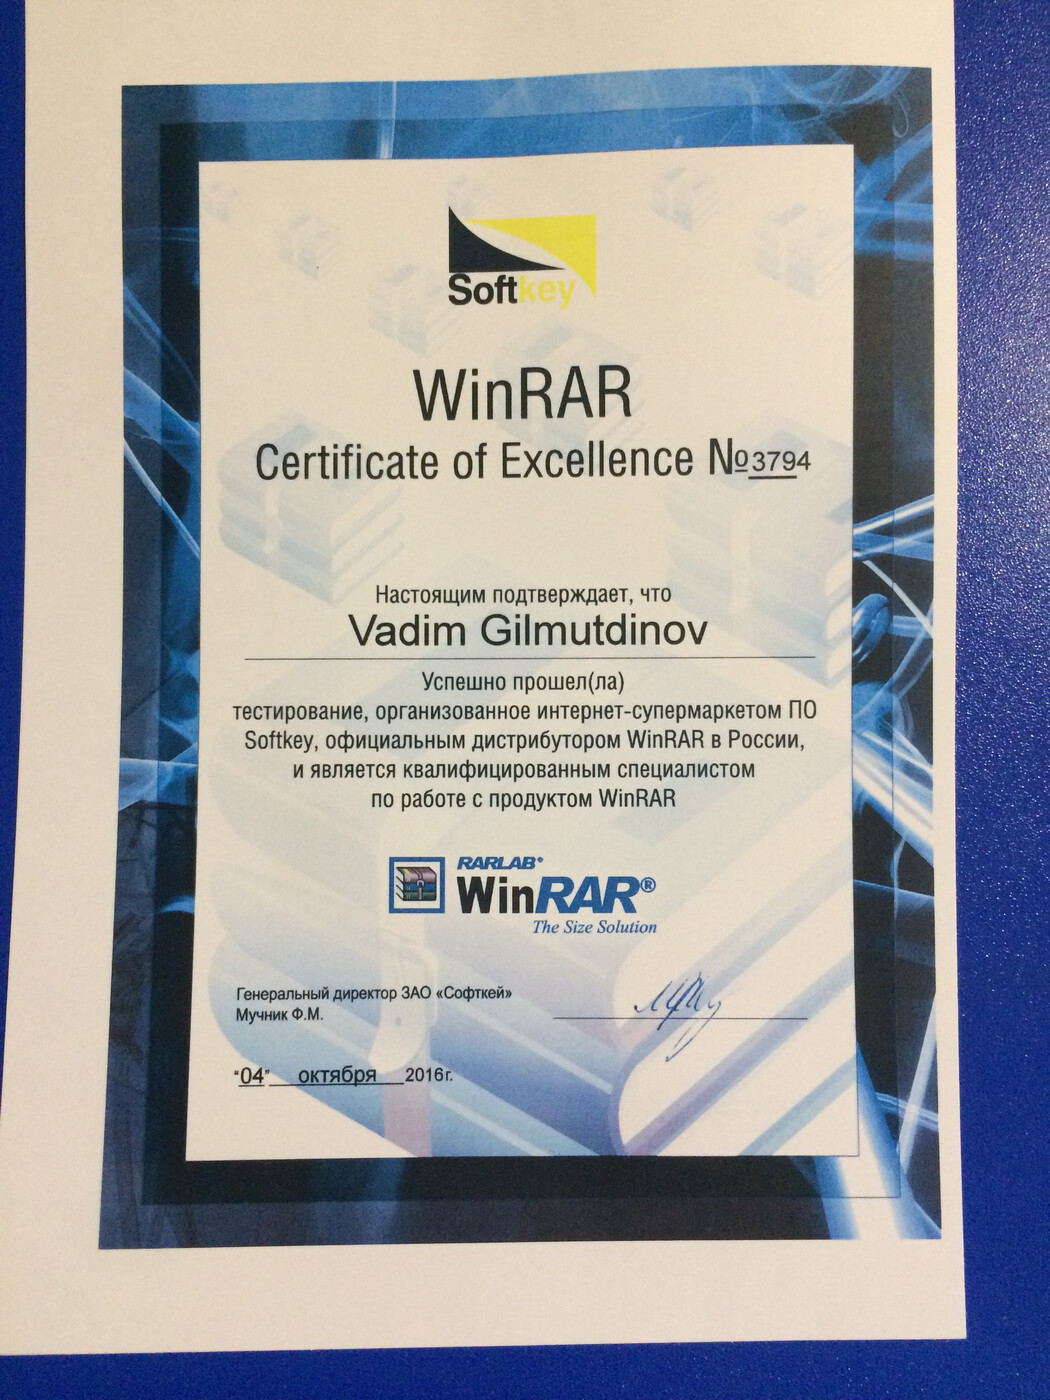 Softkey
WinRAR
Certificate of Excellence №3794
Настоящим подтверждает, что
Vadim Gilmutdinov
Успешно прошел(ла)
тестирование, организованное интернет-супермаркетом ПО
Softkey, официальным дистрибутором WinRAR в России,
и является квалифицированным специалистом
по работе с продуктом WinRAR
RARLAB®
WinRAR®
The Size Solution
Генеральный директор ЗАО «Софткей»
Мучник Ф.М.
"04" октября 2016г.